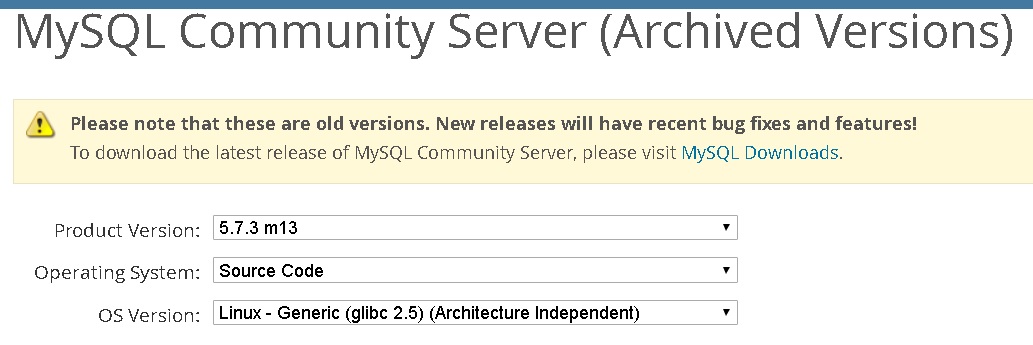 MySQL Community Server (Archived Versions)
Please note that these are old versions. New releases will have recent bug fixes and features!
To download the latest release of MySQL Community Server, please visit MySQL Downloads.
Product Version: 5.7.3 m13
Operating System: Source Code
OS Version: Linux - Generic (glibc 2.5) (Architecture Independent)